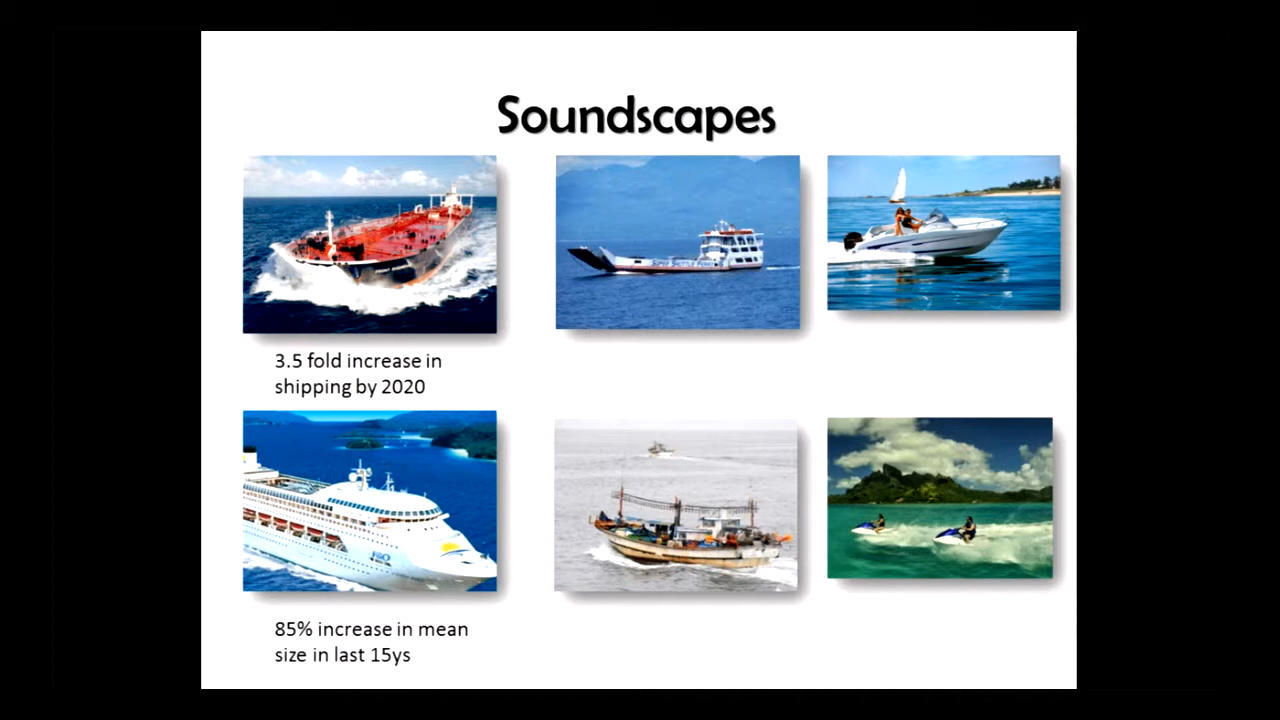 Soundscapes
3.5 fold increase in
shipping by 2020
P&O
85% increase in mean
size in last 15ys